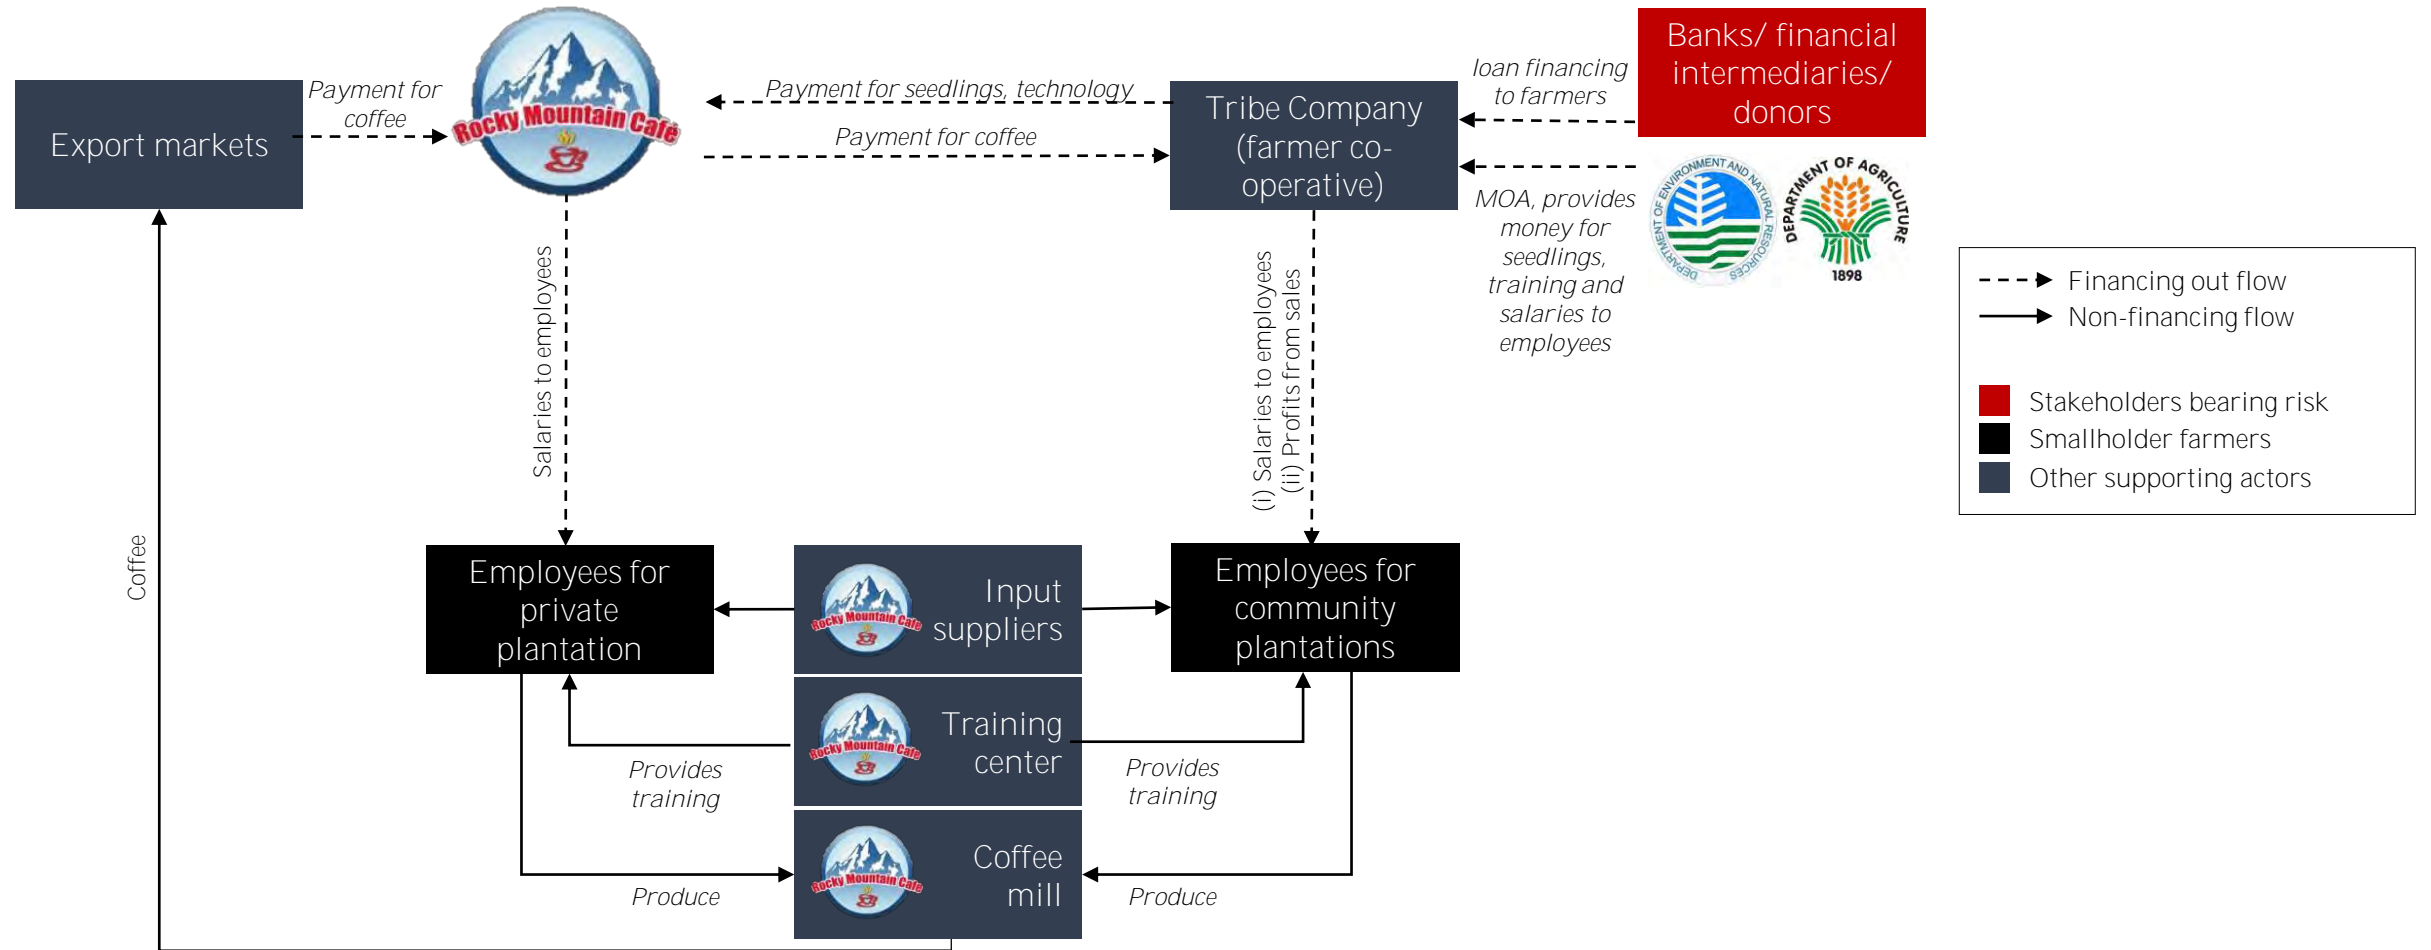 Export markets
Payment for
coffee
Rocky Mountain Café
Payment for seedlings, technology
Payment for coffee
Tribe Company
(farmer co-
operative)
loan financing
to farmers
Banks/ financial
intermediaries/
donors
MOA, provides
money for
seedlings,
training and
salaries to
employees
DEPARTMENT OF ENVIRONMENT AND NATURAL RESOURCES
DEPARTMENT OF AGRICULTURE
1898
Financing out flow
Non-financing flow
Stakeholders bearing risk
Smallholder farmers
Other supporting actors
Salaries to employees
(i) Salaries to employees
(ii) Profits from sales
Coffee
Employees for
private
plantation
Rocky Mountain Café
Input
suppliers
Employees for
community
plantations
Rocky Mountain Café
Training
center
Provides
training
Provides
training
Rocky Mountain Café
Coffee
mill
Produce
Produce